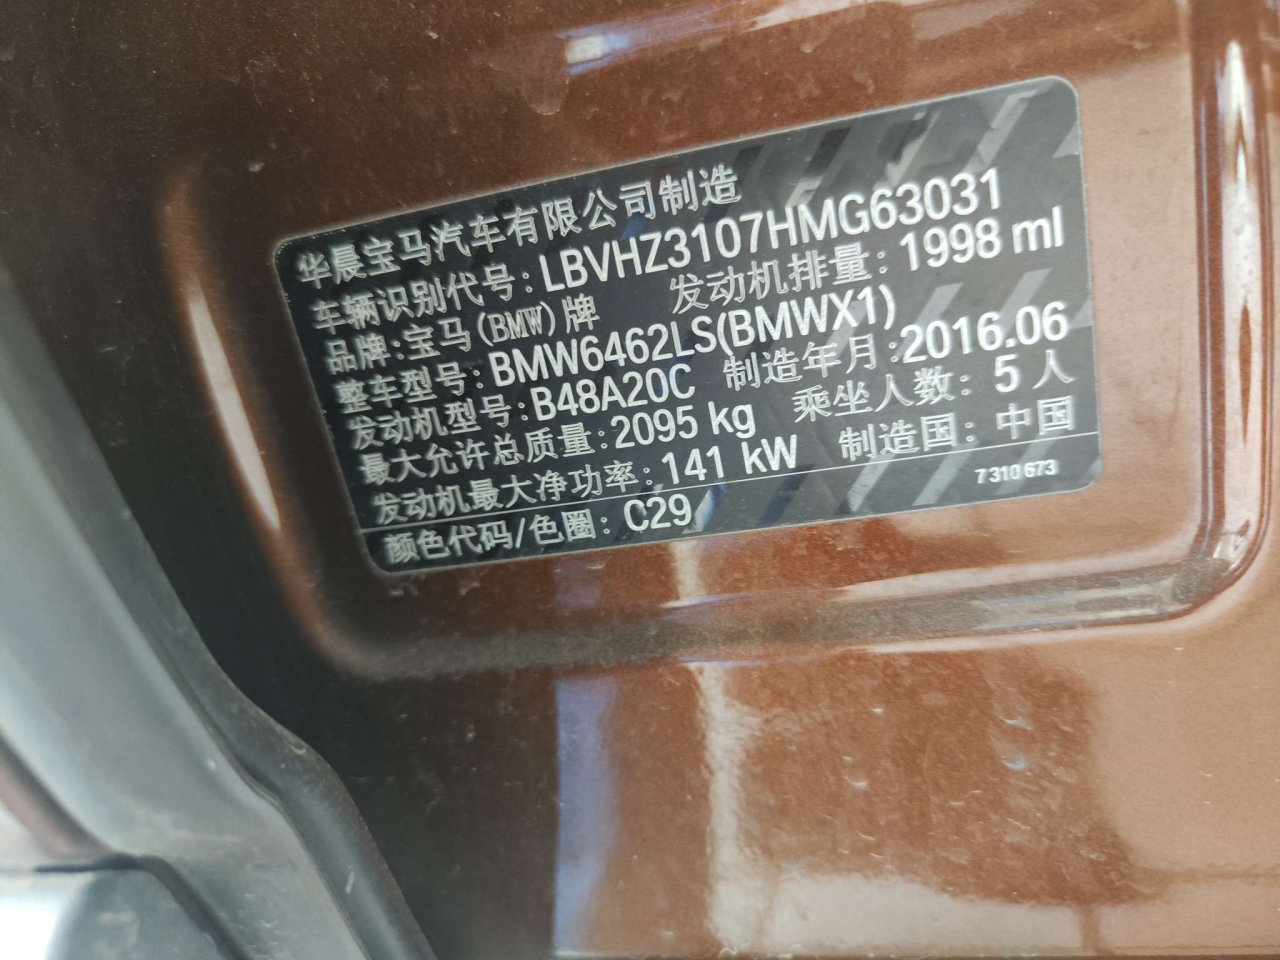 华晨宝马汽车有限公司制造
车辆识别代号: LBVHZ3107HMG63031
品牌:宝马(BMW)牌 发动机排量: 1998 ml
整车型号: BMW6462LS(BMWX1)
发动机型号: B48A20C 制造年月:2016.06
最大允许总质量:2095 kg 乘坐人数: 5 人
发动机最大净功率:141 kW 制造国: 中国
颜色代码/色圈: C29 7 310 673